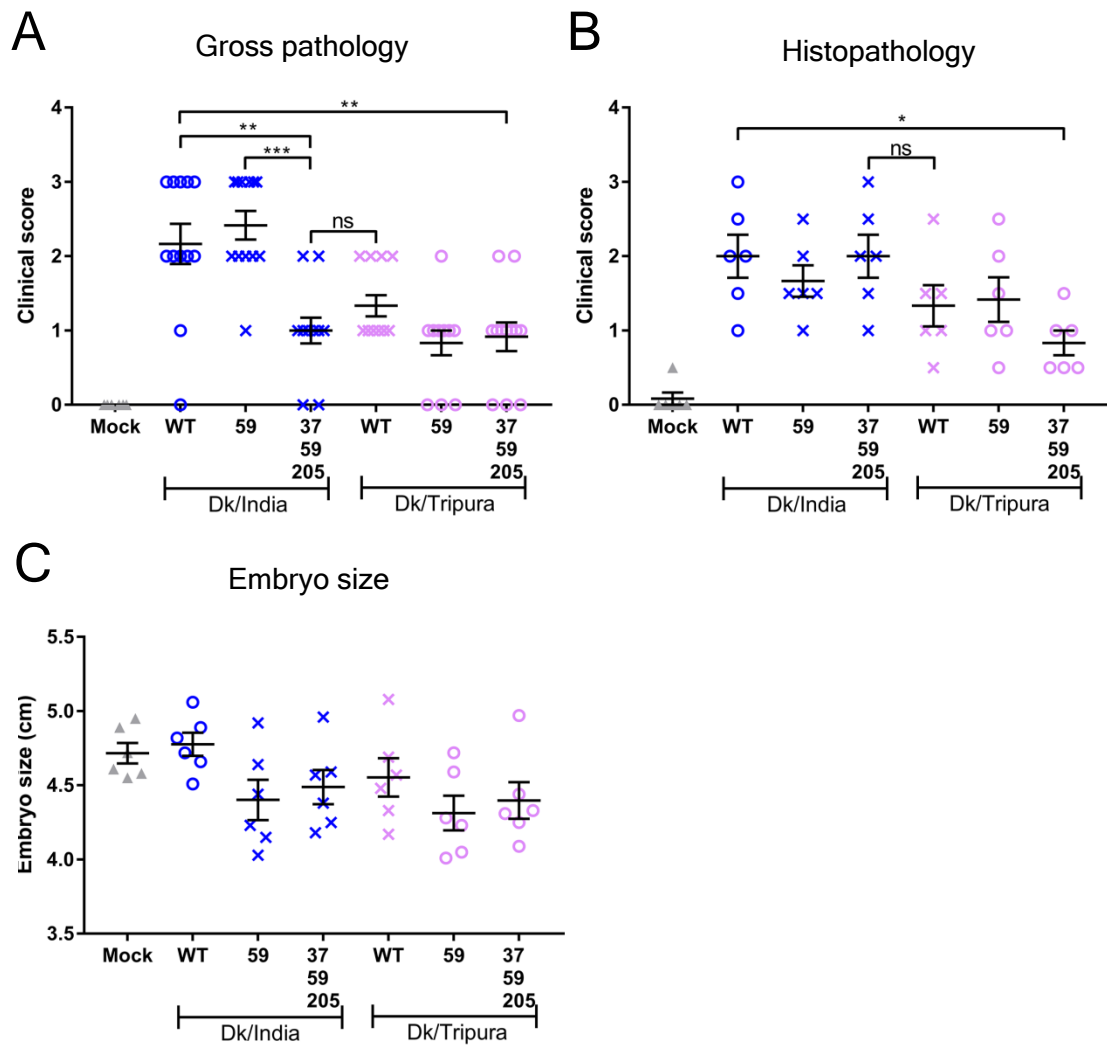 A
Gross pathology
Clinical score
4
3
2
1
0
**
**
***
ns
Mock
WT
59
37
59
205
WT
59
37
59
205
Dk/India
Dk/Tripura
B
Histopathology
Clinical score
4
3
2
1
0
*
ns
Mock
WT
59
37
59
205
WT
59
37
59
205
Dk/India
Dk/Tripura
C
Embryo size
Embryo size (cm)
5.5
5.0
4.5
4.0
3.5
Mock
WT
59
37
59
205
WT
59
37
59
205
Dk/India
Dk/Tripura